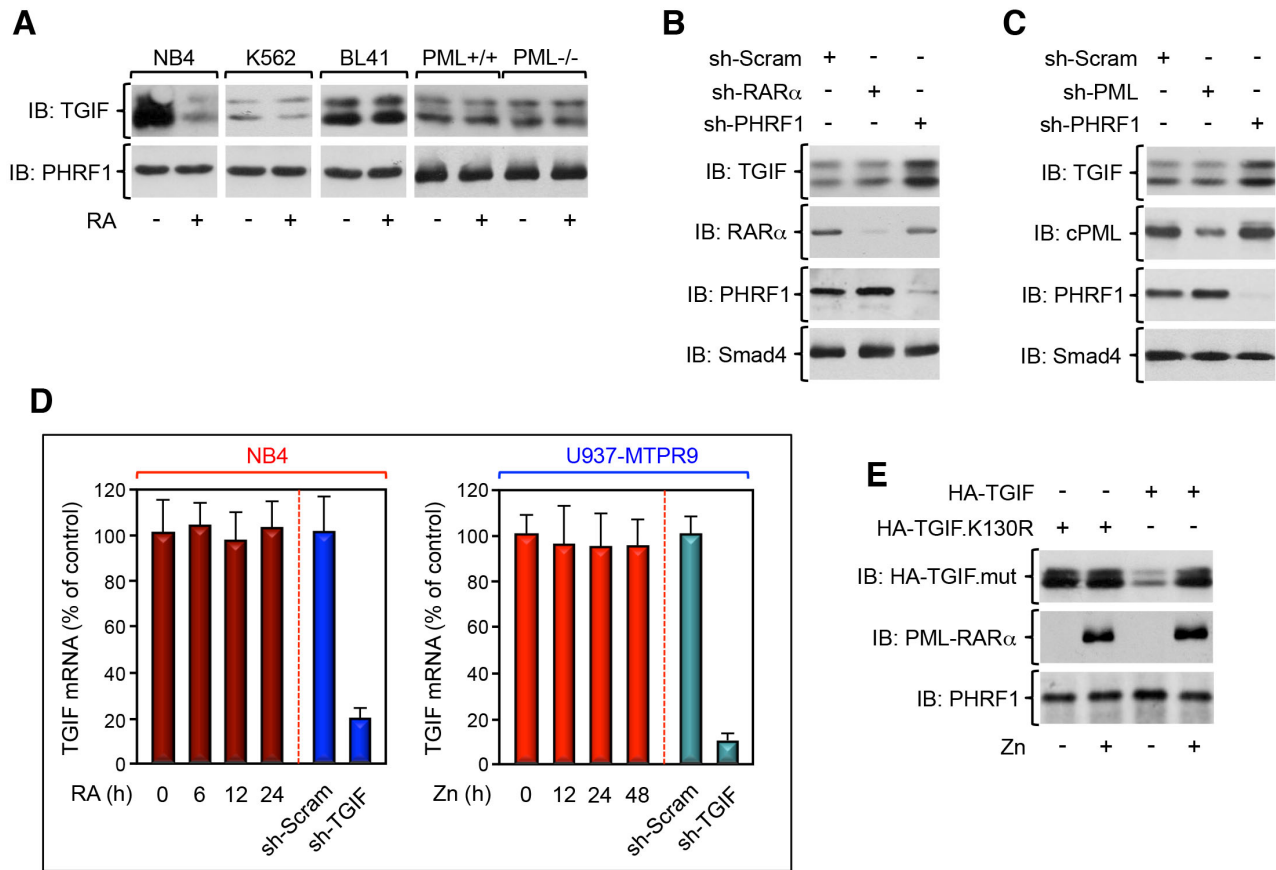 A
NB4 K562 BL41 PML+/+ PML-/-
IB: TGIF
IB: PHRF1
RA - + - + - + - + - +
B
sh-Scram + - -
sh-RARα - + -
sh-PHRF1 - - +
IB: TGIF
IB: RARα
IB: PHRF1
IB: Smad4
C
sh-Scram + - -
sh-PML - + -
sh-PHRF1 - - +
IB: TGIF
IB: cPML
IB: PHRF1
IB: Smad4
D
NB4
TGIF mRNA (% of control)
120
100
80
60
40
20
0
RA (h) 0 6 12 24 sh-Scram sh-TGIF
U937-MTPR9
TGIF mRNA (% of control)
120
100
80
60
40
20
0
Zn (h) 0 12 24 48 sh-Scram sh-TGIF
E
HA-TGIF - - + +
HA-TGIF.K130R + + - -
IB: HA-TGIF.mut
IB: PML-RARα
IB: PHRF1
Zn - + - +